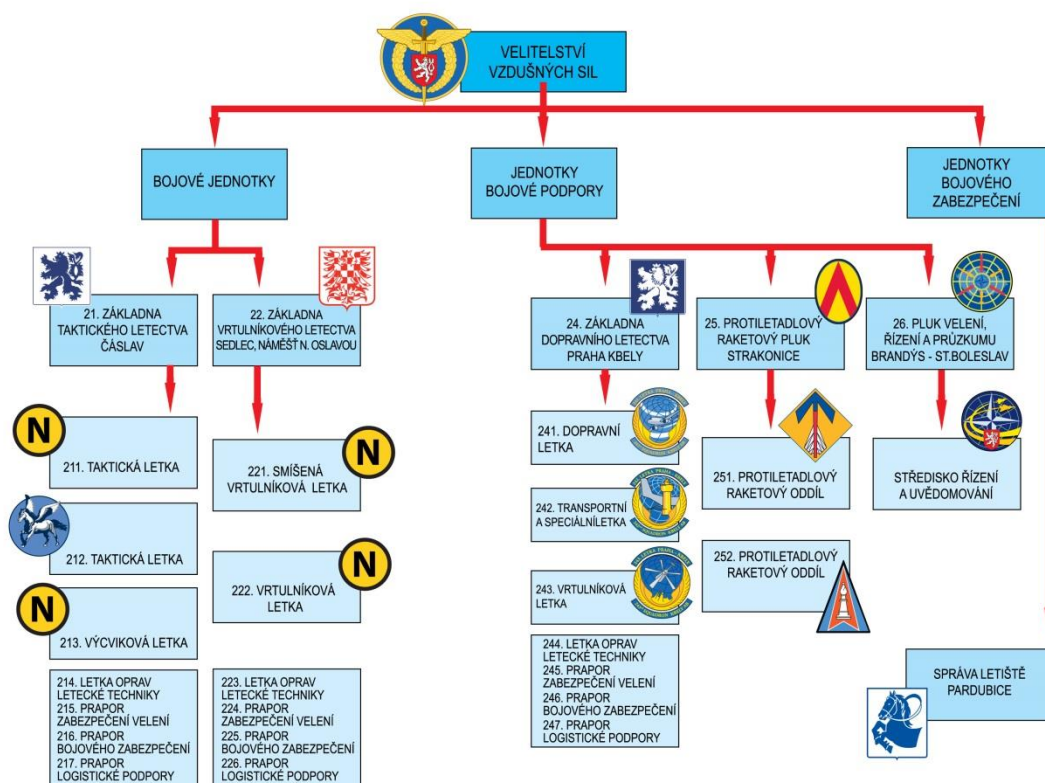 VELITELSTVÍ
VZDUŠNÝCH SIL
BOJOVÉ JEDNOTKY
JEDNOTKY
BOJOVÉ PODPORY
JEDNOTKY
BOJOVÉHO
ZABEZPEČENÍ
21. ZÁKLADNA
TAKTICKÉHO LETECTVA
ČÁSLAV
22. ZÁKLADNA
VRTULNÍKOVÉHO LETECTVA
SEDLEC, NÁMĚŠŤ N. OSLAVOU
24. ZÁKLADNA
DOPRAVNÍHO LETECTVA
PRAHA KBELY
25. PROTILETADLOVÝ
RAKETOVÝ PLUK
STRAKONICE
26. PLUK VELENÍ,
ŘÍZENÍ A PRŮZKUMU
BRANDÝS - ST.BOLESLAV
N
211. TAKTICKÁ LETKA
212. TAKTICKÁ LETKA
N
213. VÝCVIKOVÁ LETKA
214. LETKA OPRAV
LETECKÉ TECHNIKY
215. PRAPOR
ZABEZPEČENÍ VELENÍ
216. PRAPOR
BOJOVÉHO ZABEZPEČENÍ
217. PRAPOR
LOGISTICKÉ PODPORY
N
221. SMÍŠENÁ
VRTULNÍKOVÁ LETKA
N
222. VRTULNÍKOVÁ
LETKA
223. LETKA OPRAV
LETECKÉ TECHNIKY
224. PRAPOR
ZABEZPEČENÍ VELENÍ
225. PRAPOR
BOJOVÉHO ZABEZPEČENÍ
226. PRAPOR
LOGISTICKÉ PODPORY
241. DOPRAVNÍ
LETKA
242. TRANSPORTNÍ
A SPECIÁLNÍLETKA
243. VRTULNÍKOVÁ
LETKA
244. LETKA OPRAV
LETECKÉ TECHNIKY
245. PRAPOR
ZABEZPEČENÍ VELENÍ
246. PRAPOR
BOJOVÉHO ZABEZPEČENÍ
247. PRAPOR
LOGISTICKÉ PODPORY
251. PROTILETADLOVÝ
RAKETOVÝ ODDÍL
252. PROTILETADLOVÝ
RAKETOVÝ ODDÍL
STŘEDISKO ŘÍZENÍ
A UVĚDOMOVÁNÍ
SPRÁVA LETIŠTĚ
PARDUBICE